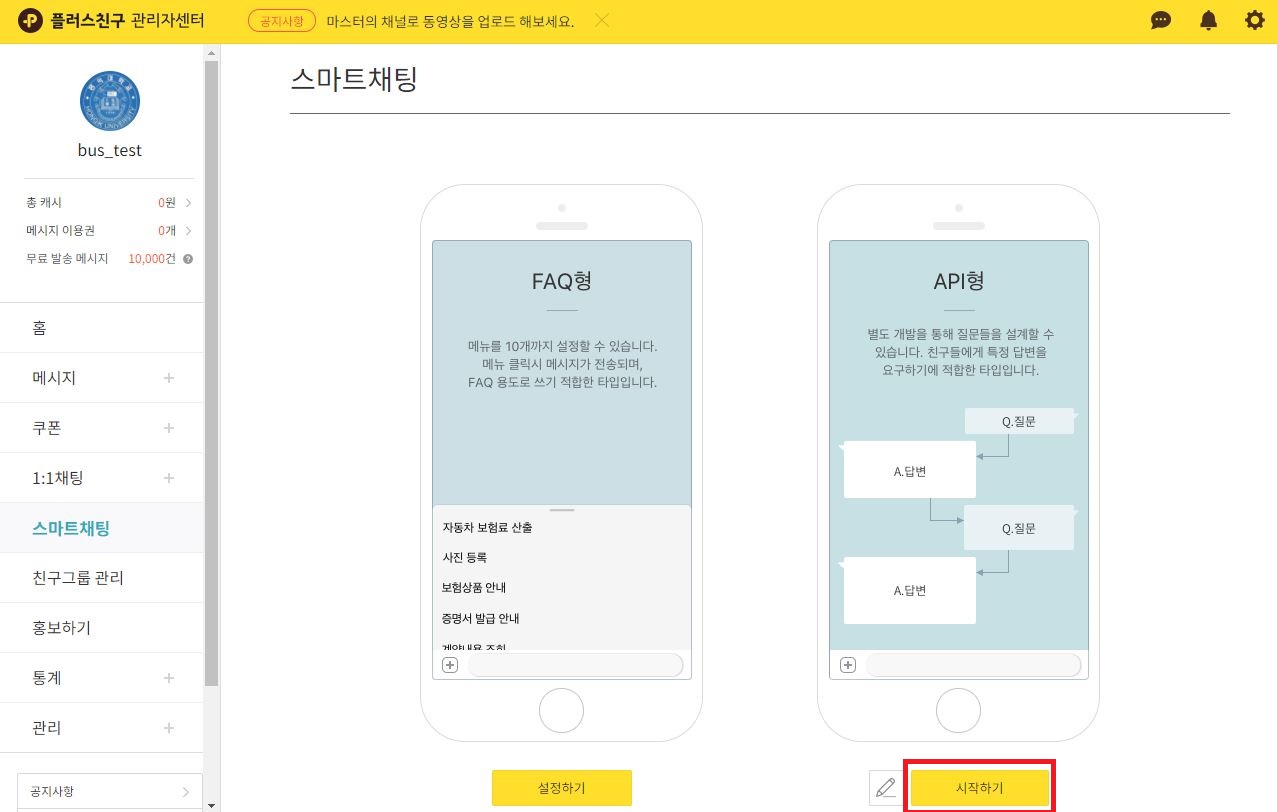 플러스친구 관리자센터
공지사항 마스터의 채널로 동영상을 업로드 해보세요.
HONGIK UNIVERSITY
bus_test
총 캐시 0원
메시지 이용권 0개
무료 발송 메시지 10,000건
홈
메시지
쿠폰
1:1채팅
스마트채팅
친구그룹 관리
홍보하기
통계
관리
공지사항
스마트채팅
FAQ형
메뉴를 10개까지 설정할 수 있습니다.
메뉴 클릭시 메시지가 전송되며,
FAQ 용도로 쓰기 적합한 타입입니다.
자동차 보험료 산출
사진 등록
보험상품 안내
증명서 발급 안내
계약내용 조회
설정하기
API형
별도 개발을 통해 질문들을 설계할 수
있습니다. 친구들에게 특정 답변을
요구하기에 적합한 타입입니다.
Q.질문
A.답변
Q.질문
A.답변
시작하기